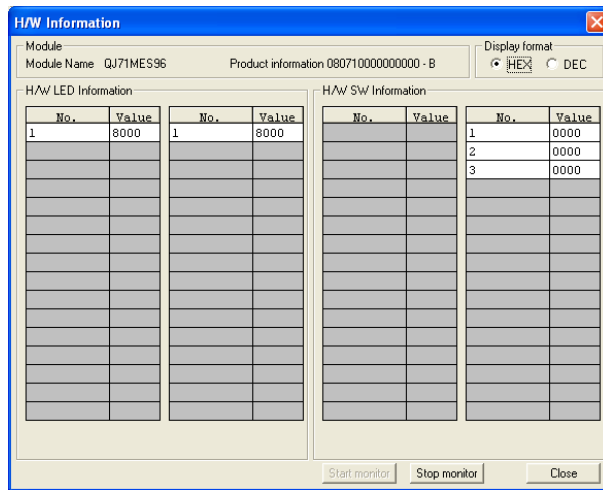 H/W Information
Module
Module Name QJ71MES96 Product information 080710000000000 - B
Display format
HEX DEC
H/W LED Information
No. Value No. Value
1 8000 1 8000
H/W SW Information
No. Value No. Value
1 0000
2 0000
3 0000
Start monitor Stop monitor Close